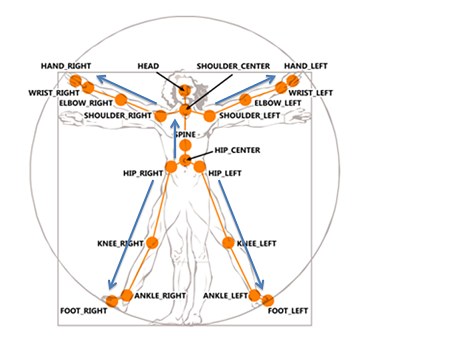 HAND_RIGHT
HEAD
SHOULDER_CENTER
HAND_LEFT
WRIST_RIGHT
WRIST_LEFT
ELBOW_RIGHT
ELBOW_LEFT
SHOULDER_RIGHT
SHOULDER_LEFT
SPINE
HIP_CENTER
HIP_RIGHT
HIP_LEFT
KNEE_RIGHT
KNEE_LEFT
ANKLE_RIGHT
ANKLE_LEFT
FOOT_RIGHT
FOOT_LEFT